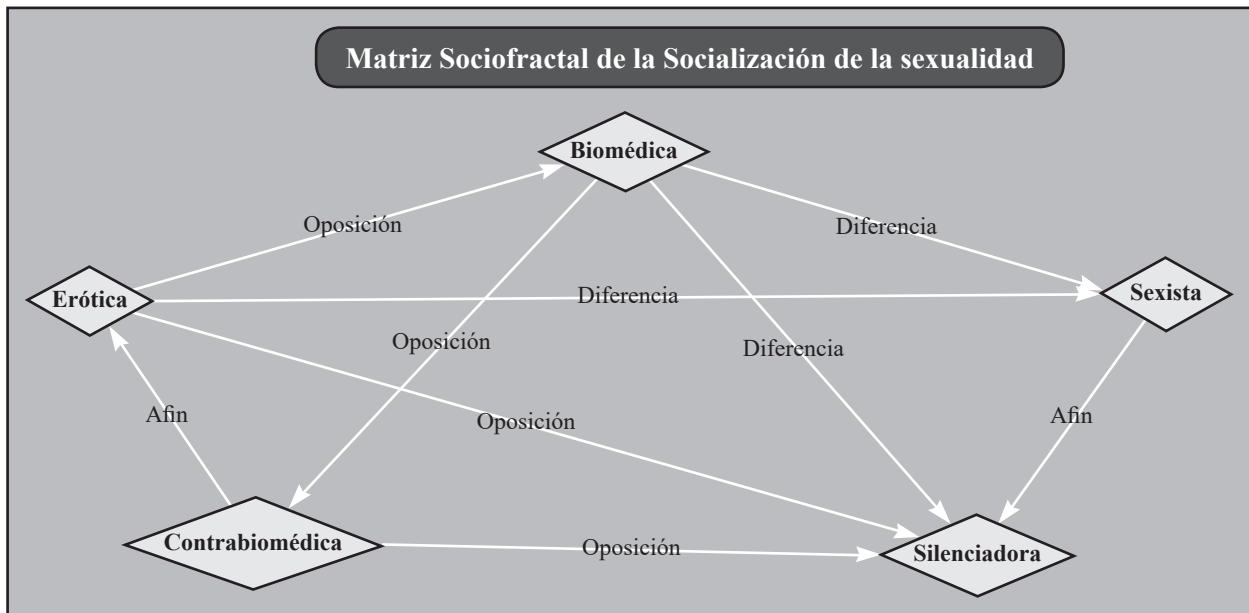 Matriz Sociofractal de la Socialización de la sexualidad
Biomédica
Oposición
Diferencia
Erótica
Diferencia
Sexista
Oposición
Diferencia
Afin
Oposición
Afin
Contrabiomédica
Oposición
Silenciadora